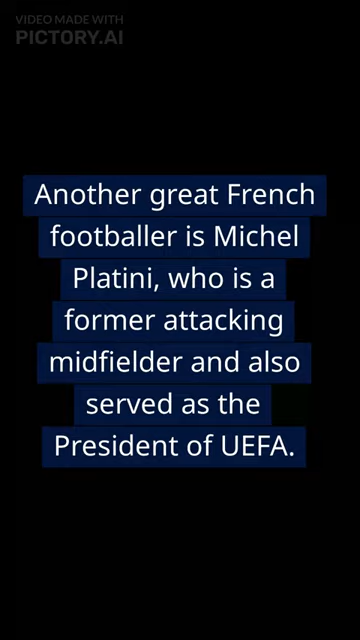 VIDEO MADE WITH
PICTORY.AI
Another great French
footballer is Michel
Platini, who is a
former attacking
midfielder and also
served as the
President of UEFA.